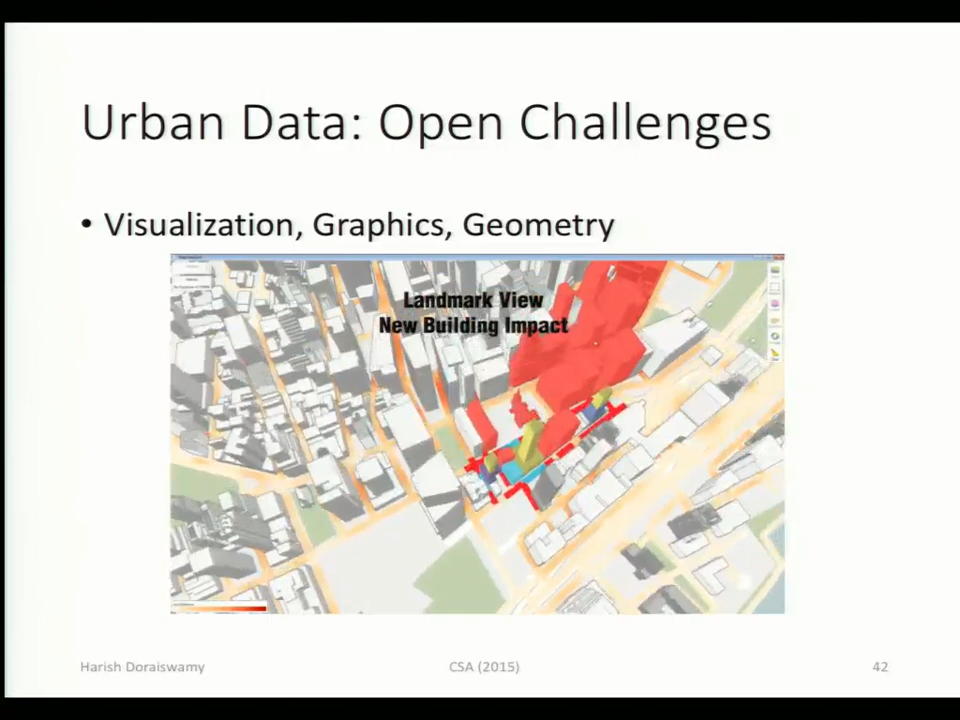 Urban Data: Open Challenges
• Visualization, Graphics, Geometry
Landmark View
New Building Impact
Harish Doraiswamy
CSA (2015)
42